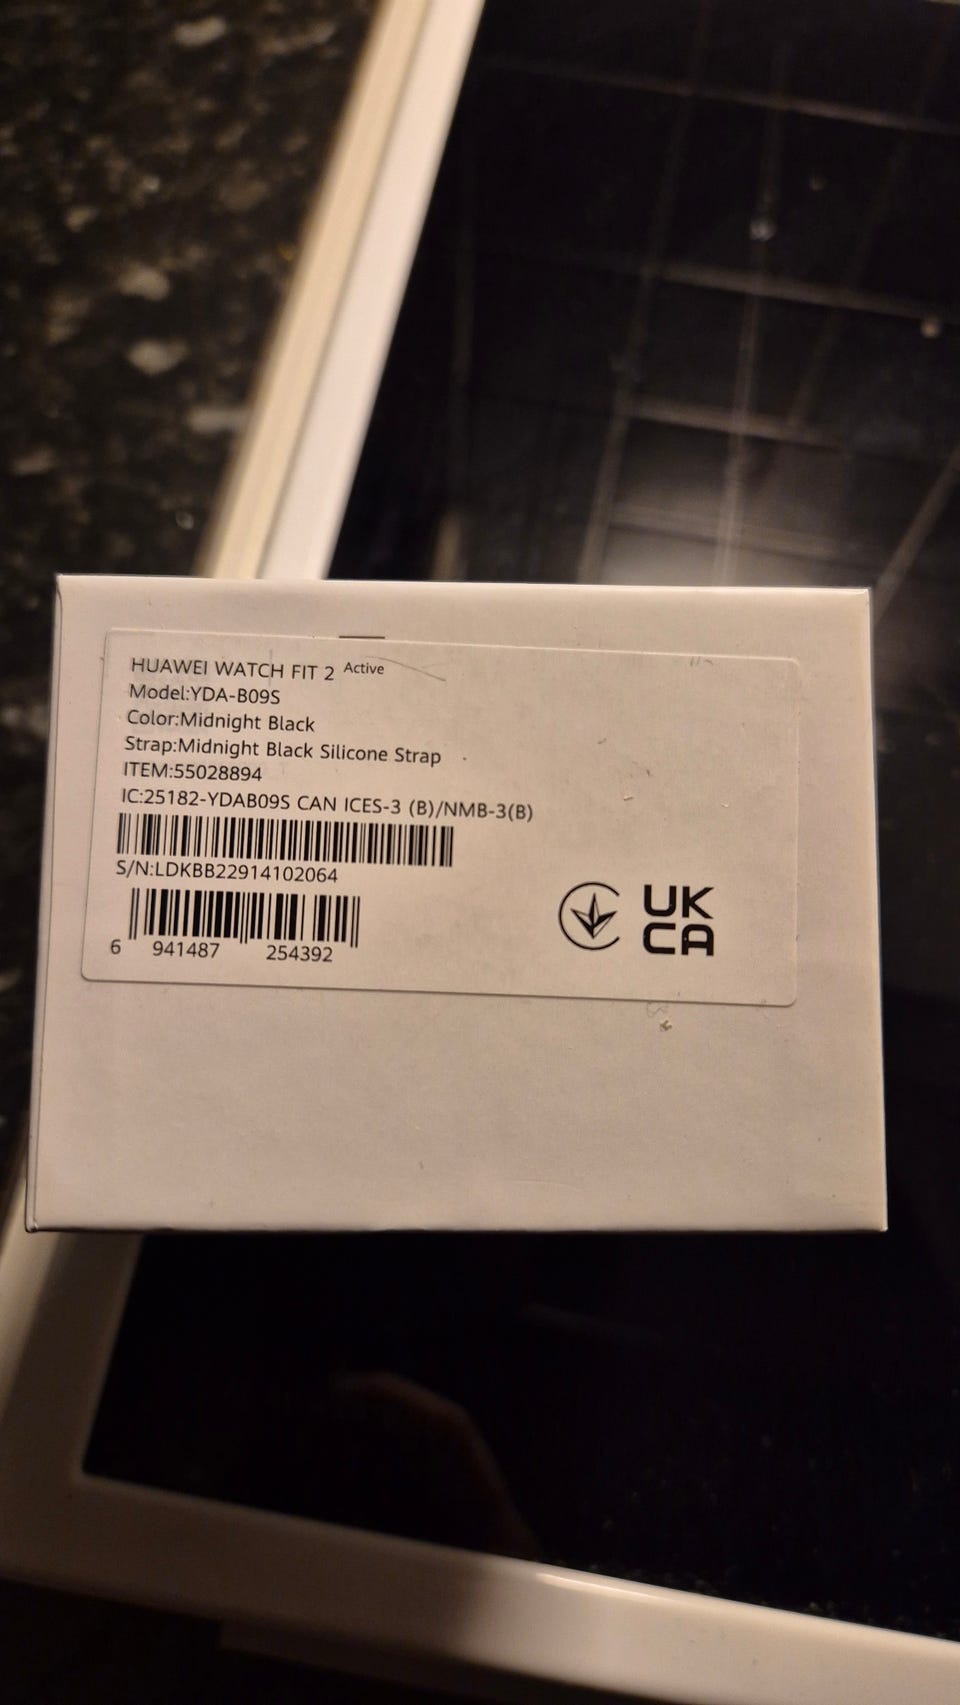 HUAWEI WATCH FIT 2 Active
Model:YDA-B09S
Color:Midnight Black
Strap:Midnight Black Silicone Strap
ITEM:55028894
IC:25182-YDAB09S CAN ICES-3 (B)/NMB-3(B)
S/N:LDKBB22914102064
6 941487 254392
UK
CA